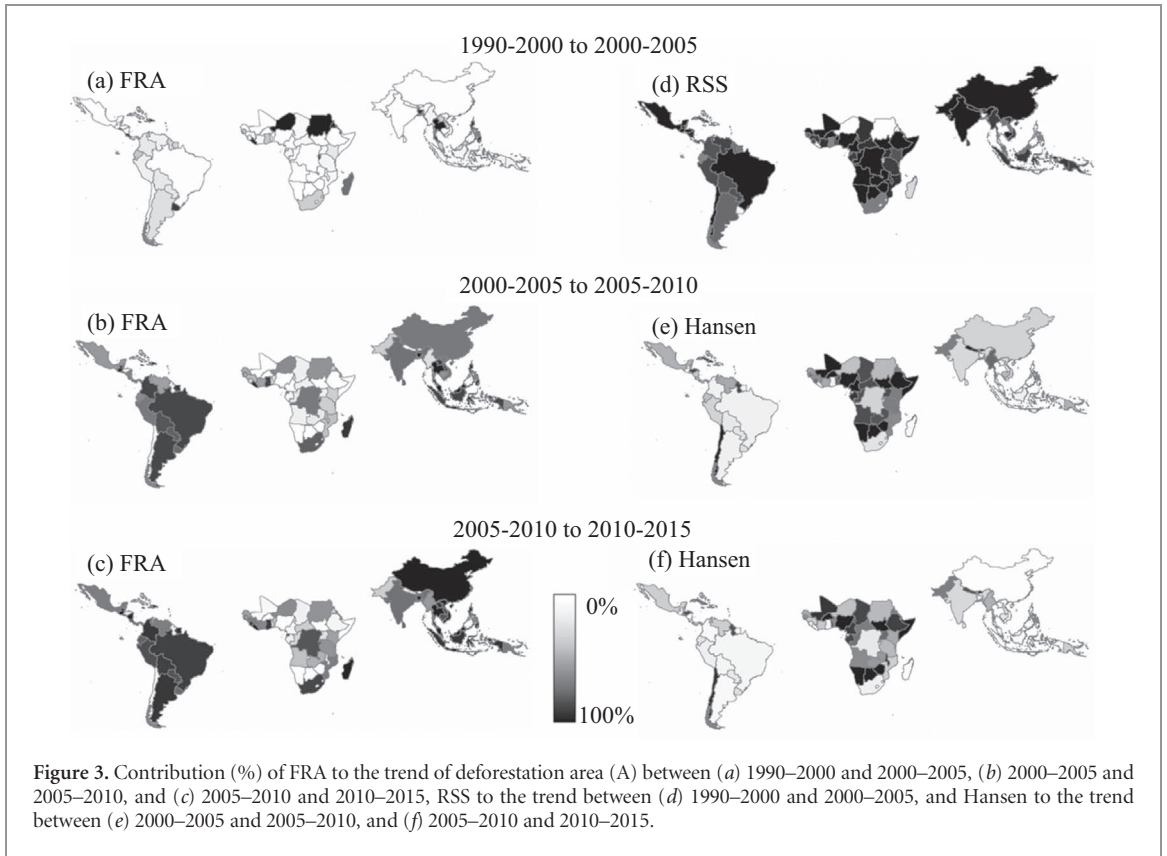 1990-2000 to 2000-2005
(a) FRA
(d) RSS
2000-2005 to 2005-2010
(b) FRA
(e) Hansen
2005-2010 to 2010-2015
(c) FRA
(f) Hansen
0%
100%
Figure 3. Contribution (%) of FRA to the trend of deforestation area (A) between (a) 1990–2000 and 2000–2005, (b) 2000–2005 and
2005–2010, and (c) 2005–2010 and 2010–2015, RSS to the trend between (d) 1990–2000 and 2000–2005, and Hansen to the trend
between (e) 2000–2005 and 2005–2010, and (f) 2005–2010 and 2010–2015.